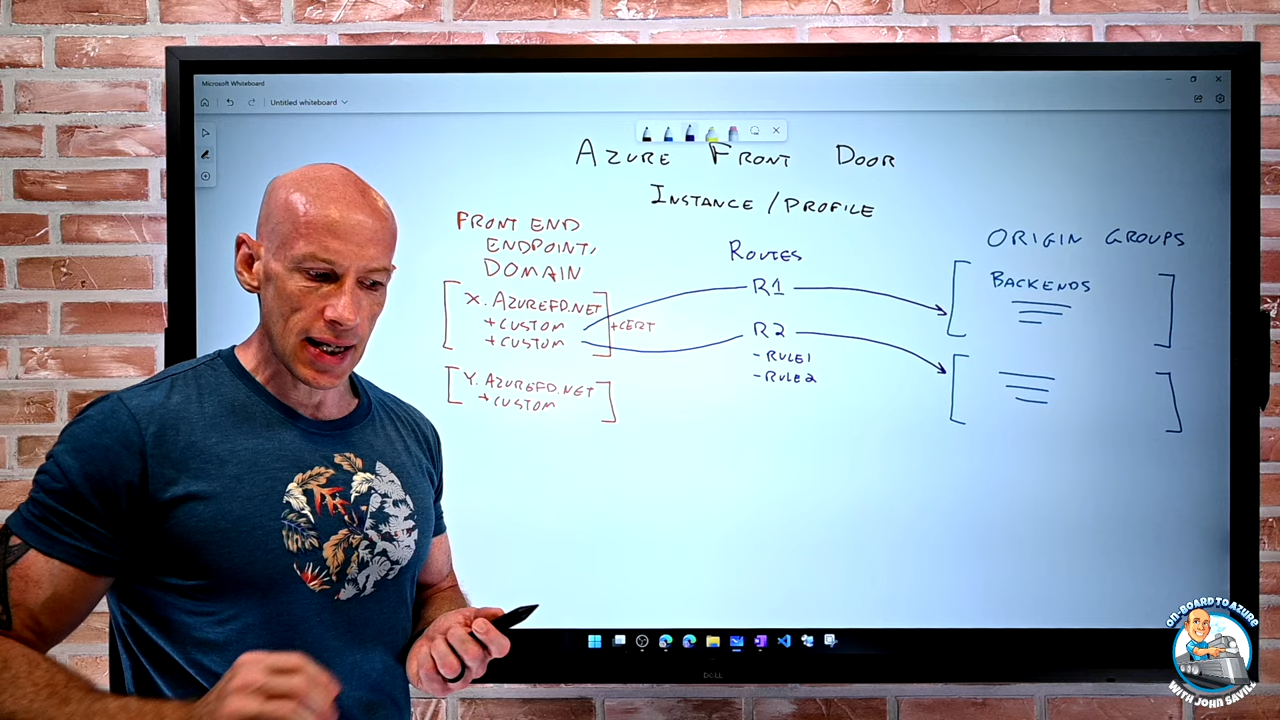 Microsoft Whiteboard
Untitled whiteboard
AZURE FRONT DOOR
INSTANCE / PROFILE
FRONT END
ENDPOINT,
DOMAIN
X. AZUREFD.NET
+ CUSTOM
+ CUSTOM
+CERT
Y. AZUREFD.NET
+ CUSTOM
ROUTES
R1
R2
- RULE1
- RULE2
ORIGIN GROUPS
BACKENDS
DELL
ON-BOARD TO AZURE
WITH JOHN SAVILL